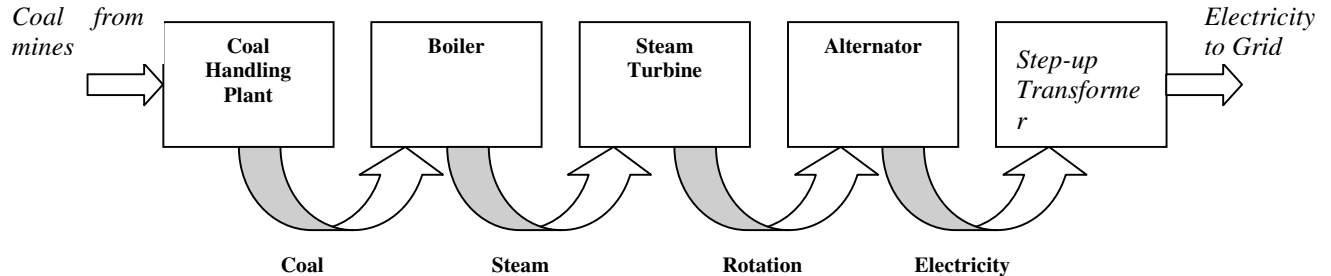 Coal from
mines
Coal
Handling
Plant
Boiler
Steam
Turbine
Alternator
Step-up
Transforme
r
Electricity
to Grid
Coal
Steam
Rotation
Electricity